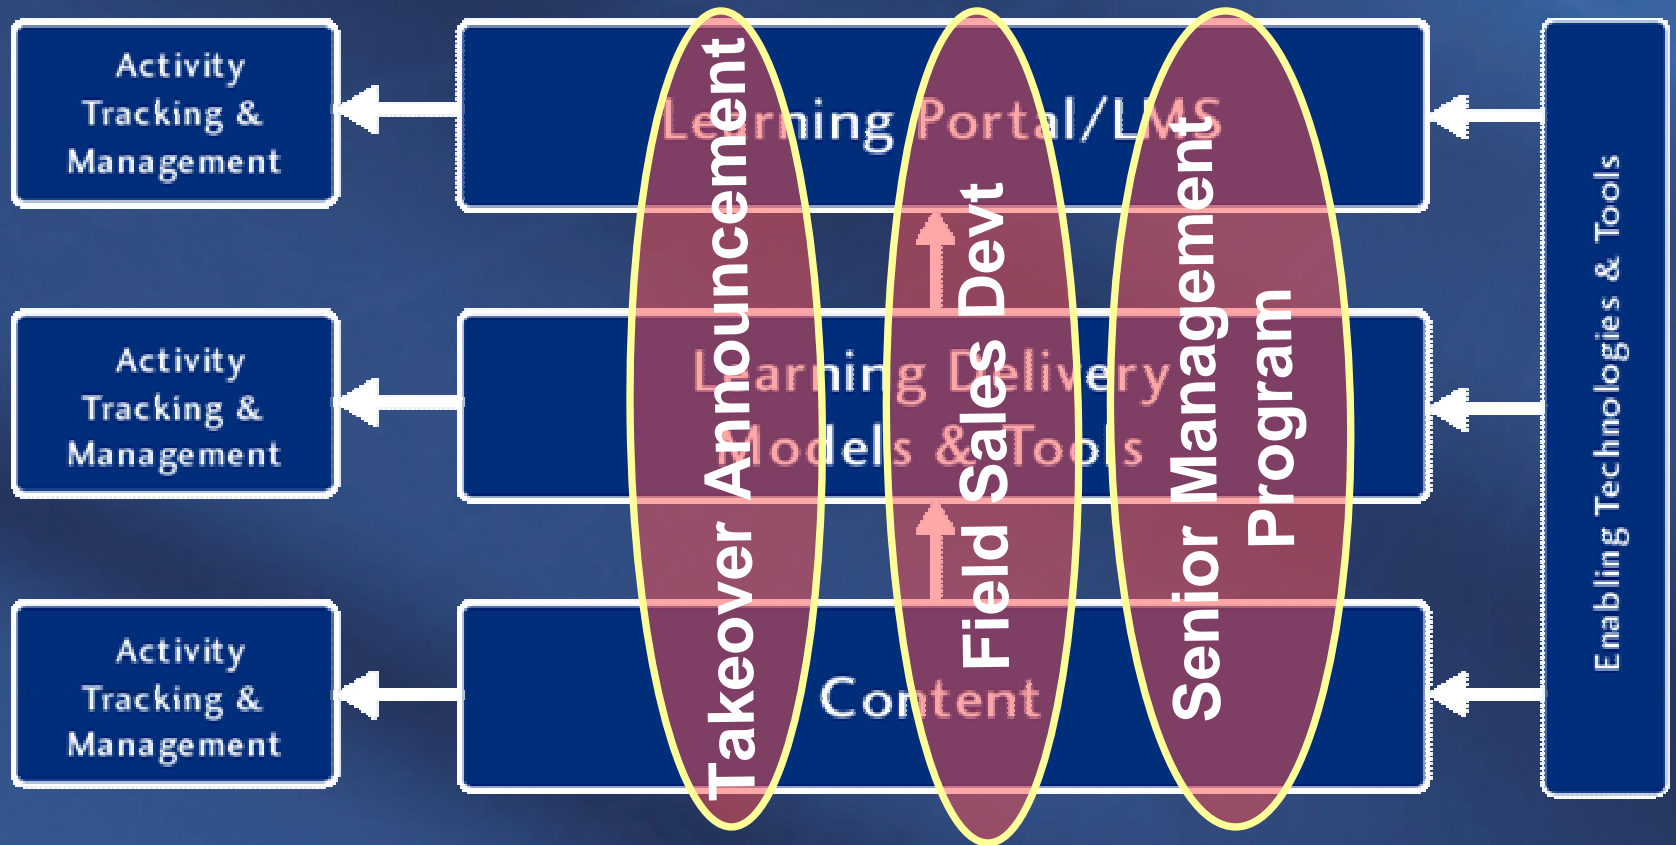 Activity
Tracking &
Management
Learning Portal/LMS
Activity
Tracking &
Management
Learning Delivery
Models & Tools
Activity
Tracking &
Management
Content
Takeover Announcement
Field Sales Devt
Senior Management
Program
Enabling Technologies & Tools